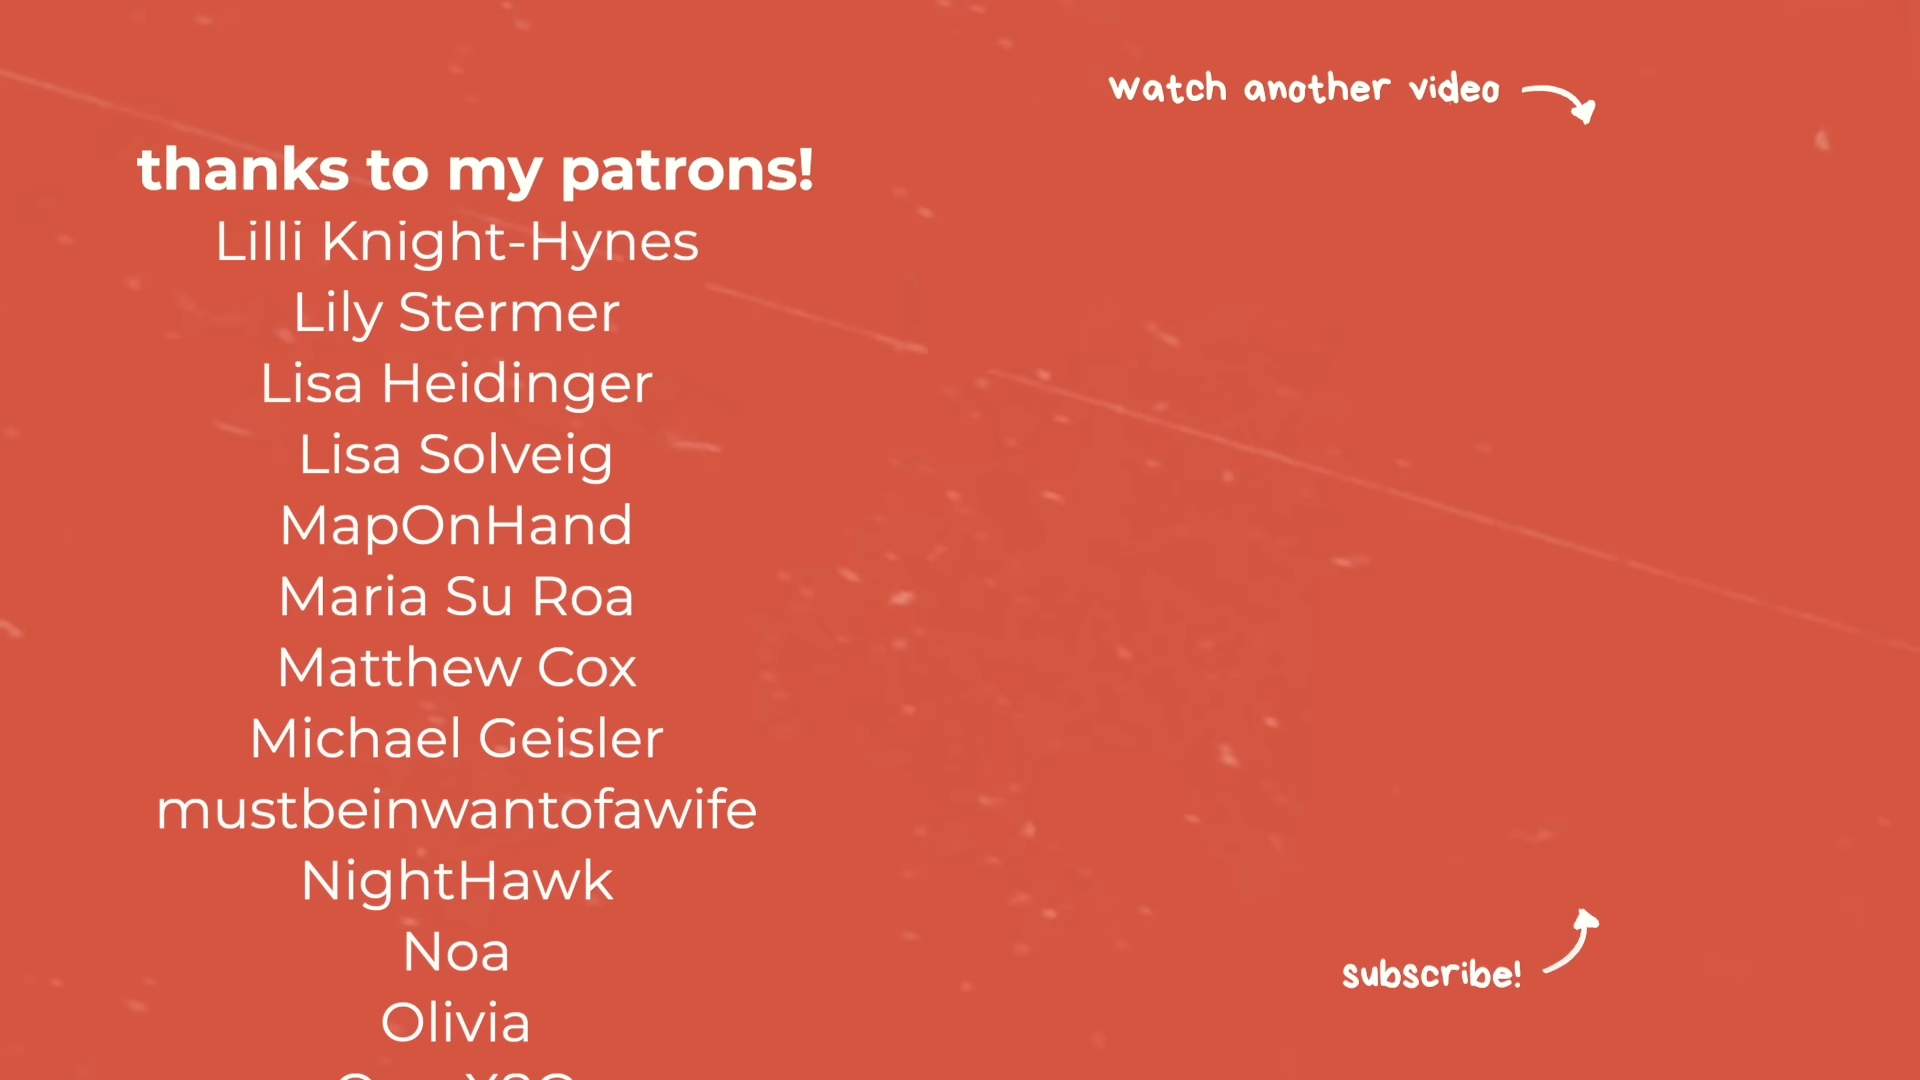 watch another video
thanks to my patrons!
Lilli Knight-Hynes
Lily Stermer
Lisa Heidinger
Lisa Solveig
MapOnHand
Maria Su Roa
Matthew Cox
Michael Geisler
mustbeinwantofawife
NightHawk
Noa
Olivia
subscribe!